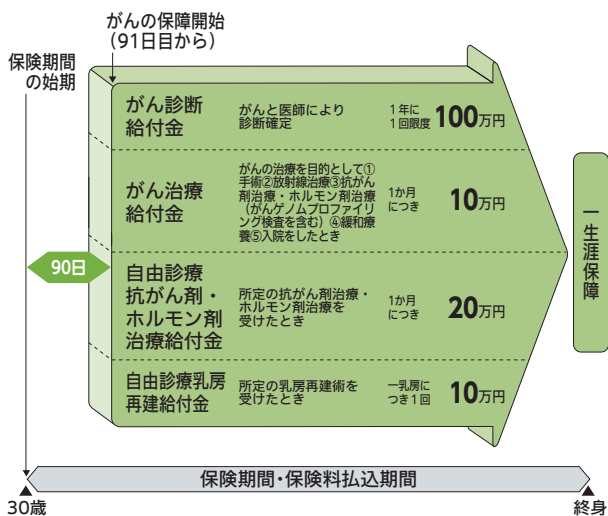 がんの保障開始
（91日目から）
保険期間
の始期
がん診断
給付金
がんと医師により
診断確定
1年に
1回限度
100万円
がん治療
給付金
がんの治療を目的として①
手術②放射線治療③抗がん
剤治療・ホルモン剤治療
（がんゲノムプロファイリ
ング検査を含む）④緩和療
養⑤入院をしたとき
1か月
につき
10万円
90日
自由診療
抗がん剤・
ホルモン剤
治療給付金
所定の抗がん剤治療・
ホルモン剤治療を
受けたとき
1か月
につき
20万円
自由診療乳房
再建給付金
所定の乳房再建術を
受けたとき
一乳房に
つき1回
10万円
一生涯保障
保険期間・保険料払込期間
30歳
終身